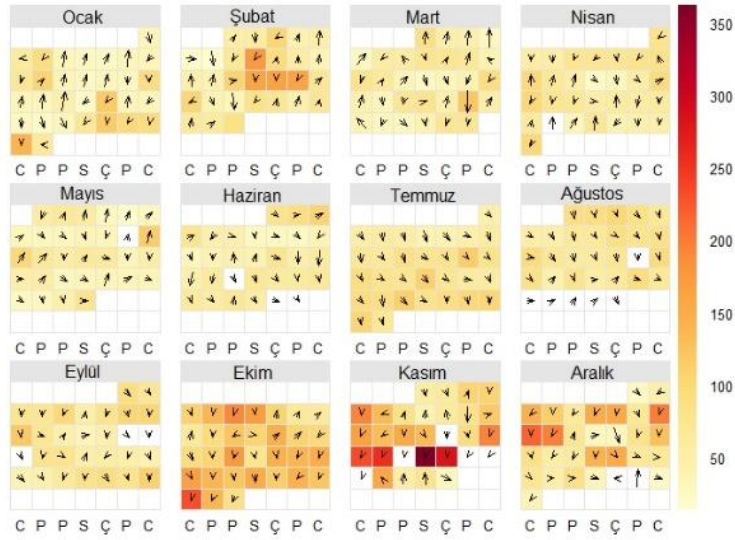 Ocak Şubat Mart Nisan
C P P S Ç P C C P P S Ç P C C P P S Ç P C C P P S Ç P C
Mayıs Haziran Temmuz Ağustos
C P P S Ç P C C P P S Ç P C C P P S Ç P C C P P S Ç P C
Eylül Ekim Kasım Aralık
C P P S Ç P C C P P S Ç P C C P P S Ç P C C P P S Ç P C
350
300
250
200
150
100
50